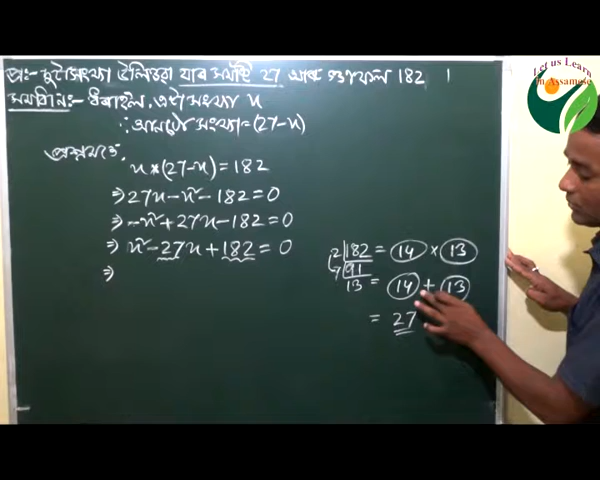 প্ৰ:- দুটা সংখ্যা উলিওৱা যাৰ সমষ্টি 27 আৰু গুণফল 182 ।
সমাধান:- ধৰাহ'ল, এটা সংখ্যা x
∴ আনটো সংখ্যা = (27-x)
প্ৰশ্নমতে,
x × (27-x) = 182
⇒ 27x - x² - 182 = 0
⇒ -x² + 27x - 182 = 0
⇒ x² - 27x + 182 = 0
⇒
2 182 = 14 × 13
7 91
13 = 14 + 13
= 27
Let us Learn
in Assamese